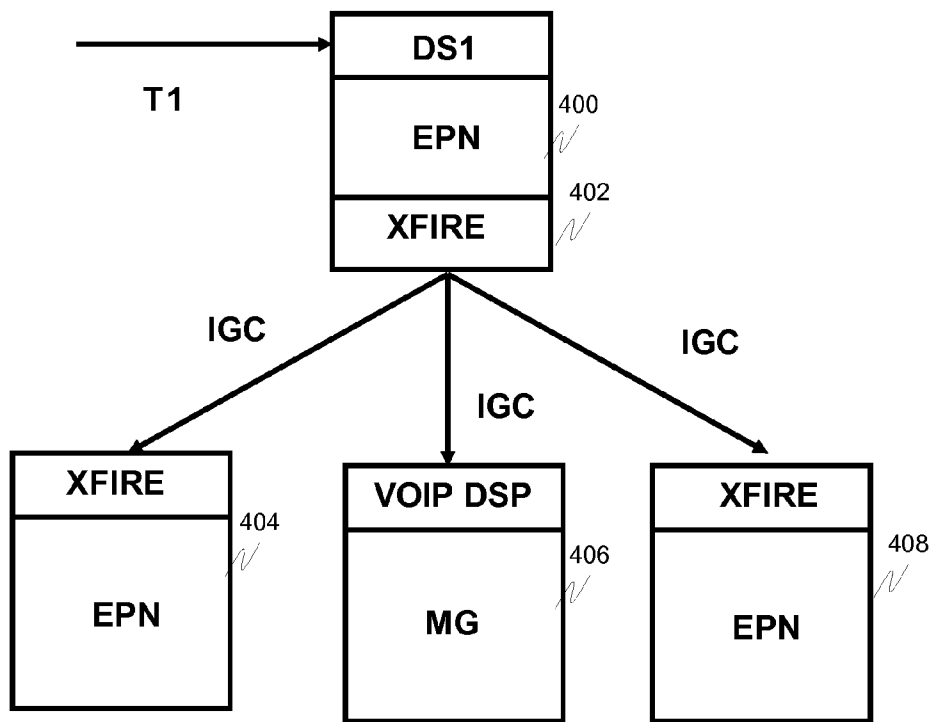 DS1
T1
400
EPN
402
XFIRE
IGC
IGC
IGC
XFIRE
VOIP DSP
XFIRE
404
406
408
EPN
MG
EPN